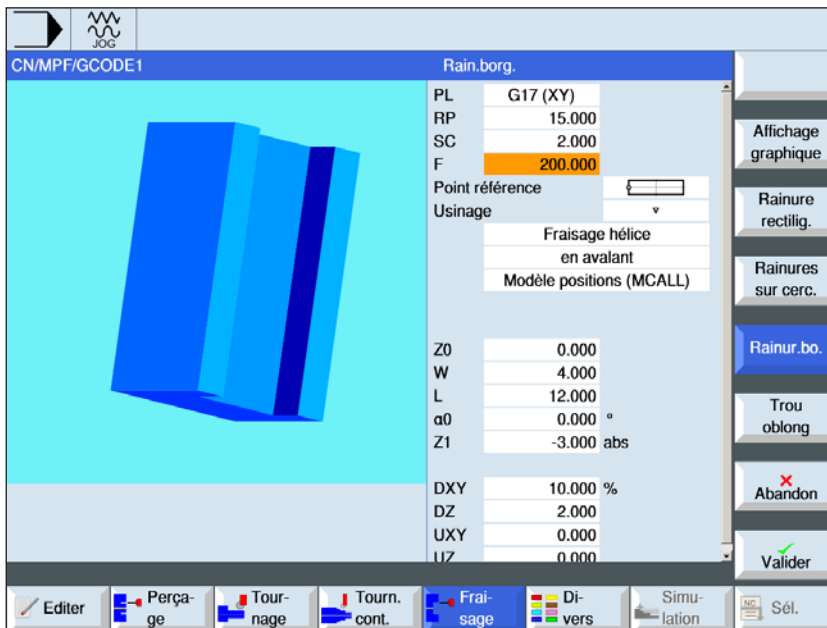 JOG
CN/MPF/GCODE1
Rain.borg.
PL G17 (XY)
RP 15.000
SC 2.000
F 200.000
Point référence
Usinage
Fraisage hélice
en avalant
Modèle positions (MCALL)
Z0 0.000
W 4.000
L 12.000
α0 0.000 °
Z1 -3.000 abs
DXY 10.000 %
DZ 2.000
UXY 0.000
UZ 0.000
Affichage
graphique
Rainure
rectilig.
Rainures
sur cerc.
Rainur.bo.
Trou
oblong
Abandon
Valider
Editer
Perça-
ge
Tour-
nage
Tourn.
cont.
Frai-
sage
Di-
vers
Simu-
lation
NC
Sél.